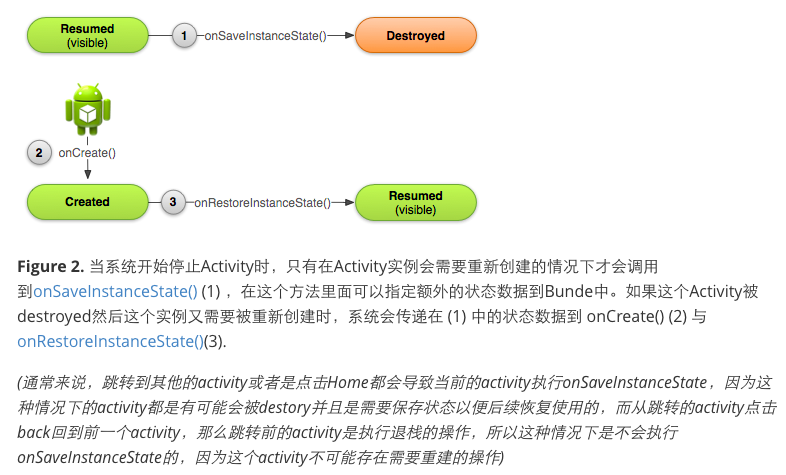 Resumed
(visible)
1
onSaveInstanceState()
Destroyed
2
onCreate()
Created
3
onRestoreInstanceState()
Resumed
(visible)
Figure 2. 当系统开始停止Activity时，只有在Activity实例会需要重新创建的情况下才会调用
到onSaveInstanceState() (1) ，在这个方法里面可以指定额外的状态数据到Bunde中。如果这个Activity被
destroyed然后这个实例又需要被重新创建时，系统会传递在 (1) 中的状态数据到 onCreate() (2) 与
onRestoreInstanceState()(3).
(通常来说，跳转到其他的activity或者是点击Home都会导致当前的activity执行onSaveInstanceState，因为这
种情况下的activity都是有可能会被destory并且是需要保存状态以便后续恢复使用的，而从跳转的activity点击
back回到前一个activity，那么跳转前的activity是执行退栈的操作，所以这种情况下是不会执行
onSaveInstanceState的，因为这个activity不可能存在需要重建的操作)